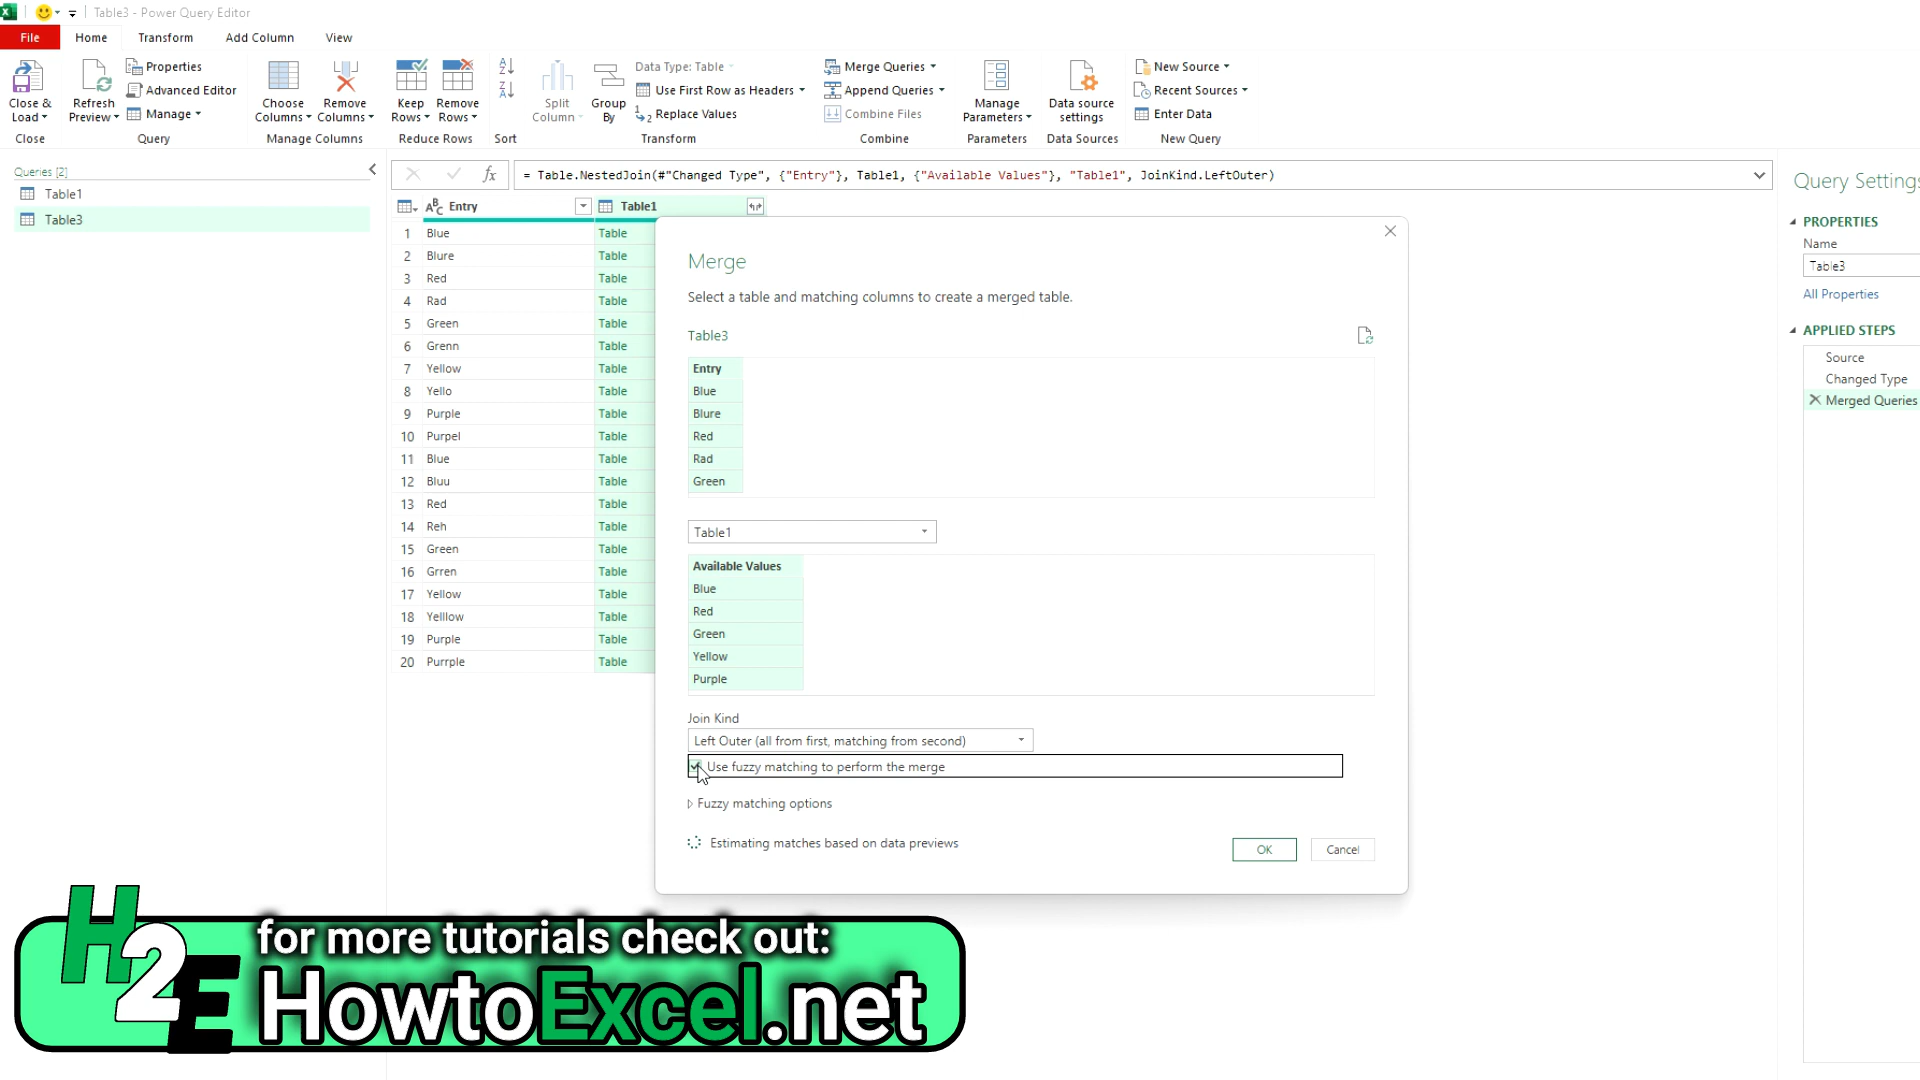 Table3 - Power Query Editor
File Home Transform Add Column View
Close & Load
Refresh Preview
Properties
Advanced Editor
Manage
Choose Columns
Remove Columns
Keep Rows
Remove Rows
Split Column
Group By
Data Type: Table
Use First Row as Headers
Replace Values
Merge Queries
Append Queries
Combine Files
Manage Parameters
Data source settings
New Source
Recent Sources
Enter Data
Close Query Manage Columns Reduce Rows Sort Transform Combine Parameters Data Sources New Query
Queries [2]
Table1
Table3
fx = Table.NestedJoin(#"Changed Type", {"Entry"}, Table1, {"Available Values"}, "Table1", JoinKind.LeftOuter)
ABC Entry Table1
1 Blue Table
2 Blure Table
3 Red Table
4 Rad Table
5 Green Table
6 Grenn Table
7 Yellow Table
8 Yello Table
9 Purple Table
10 Purpel Table
11 Blue Table
12 Bluu Table
13 Red Table
14 Reh Table
15 Green Table
16 Grren Table
17 Yellow Table
18 Yelllow Table
19 Purple Table
20 Purrple Table
Merge
Select a table and matching columns to create a merged table.
Table3
Entry
Blue
Blure
Red
Rad
Green
Table1
Available Values
Blue
Red
Green
Yellow
Purple
Join Kind
Left Outer (all from first, matching from second)
Use fuzzy matching to perform the merge
Fuzzy matching options
Estimating matches based on data previews
OK Cancel
Query Settings
PROPERTIES
Name
Table3
All Properties
APPLIED STEPS
Source
Changed Type
Merged Queries
H2E
for more tutorials check out:
HowtoExcel.net